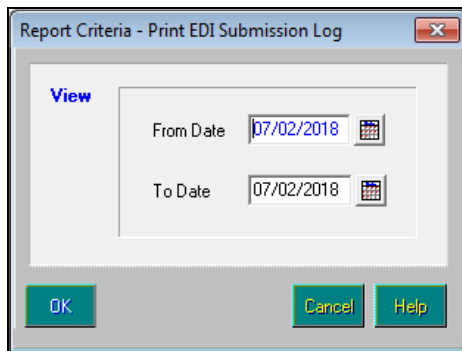 Report Criteria - Print EDI Submission Log
View
From Date 07/02/2018
To Date 07/02/2018
OK Cancel Help